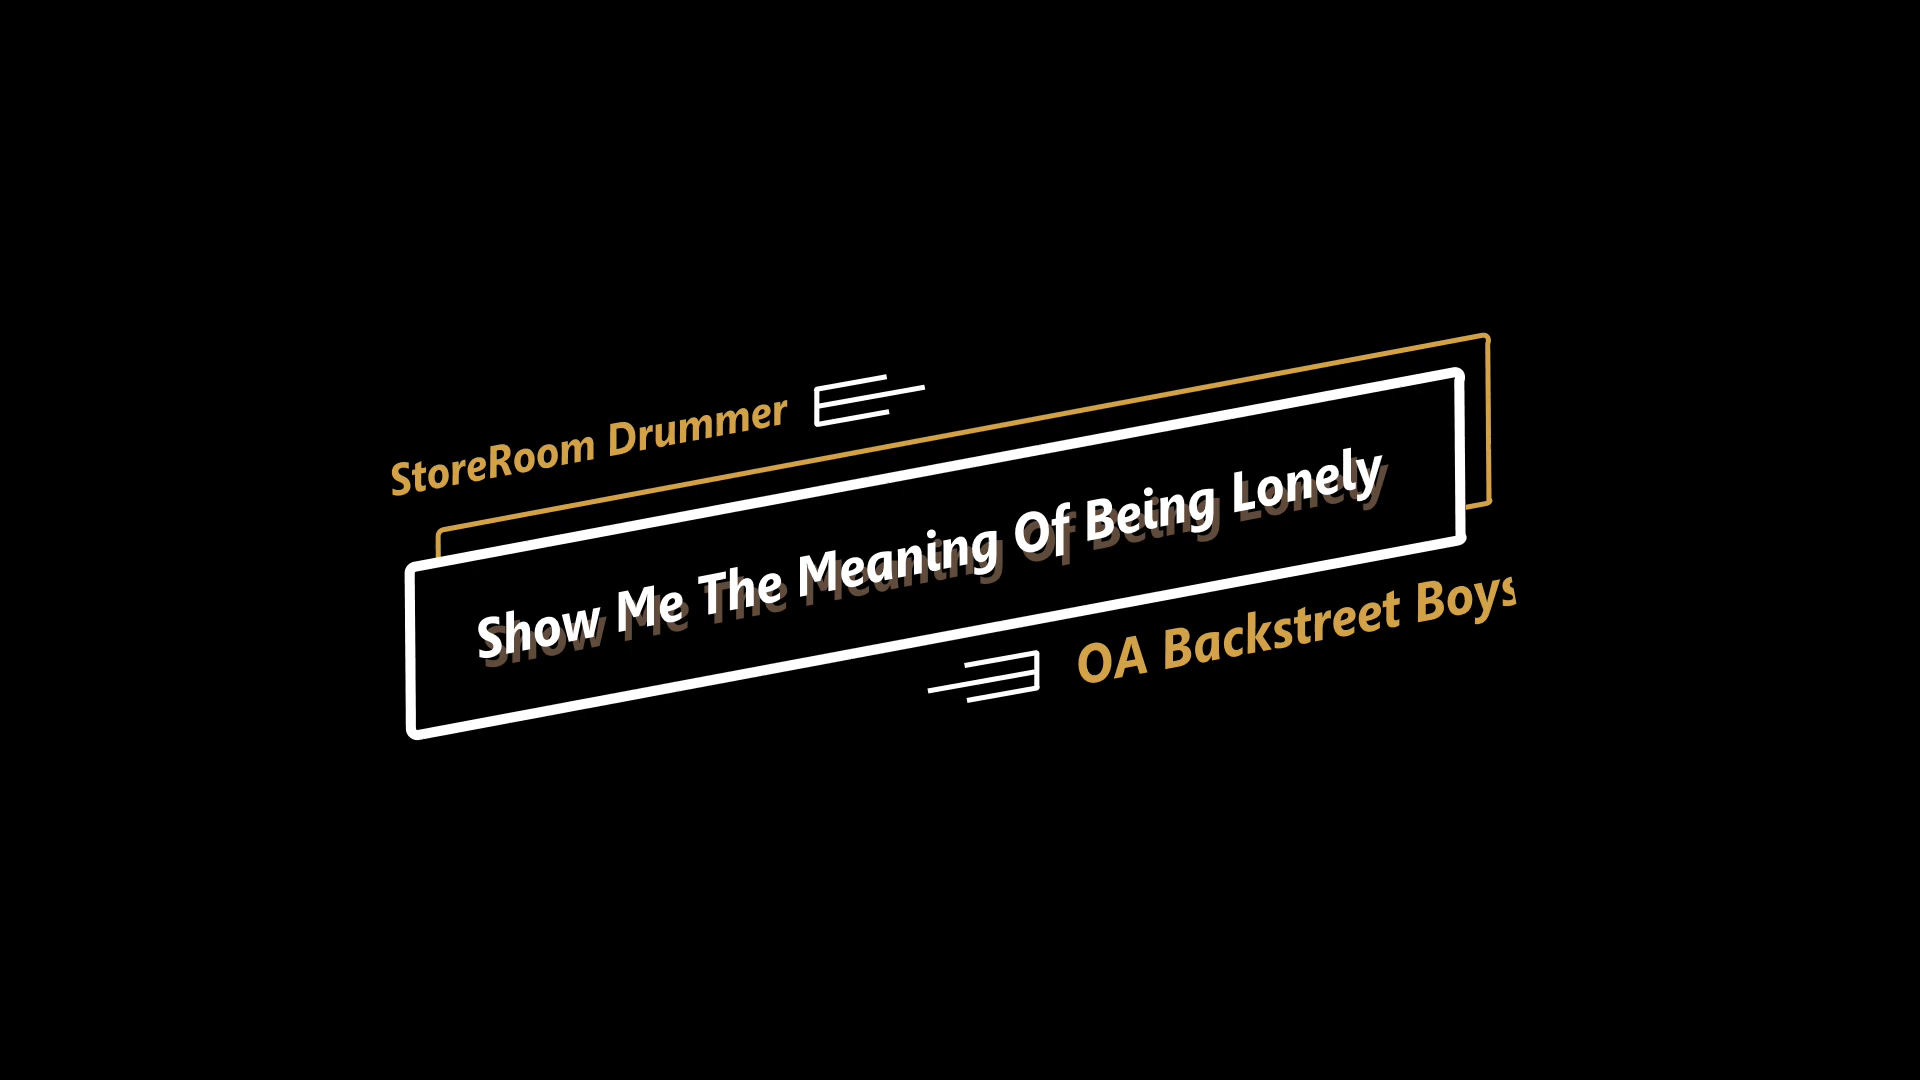 StoreRoom Drummer
Show Me The Meaning Of Being Lonely
OA Backstreet Boys